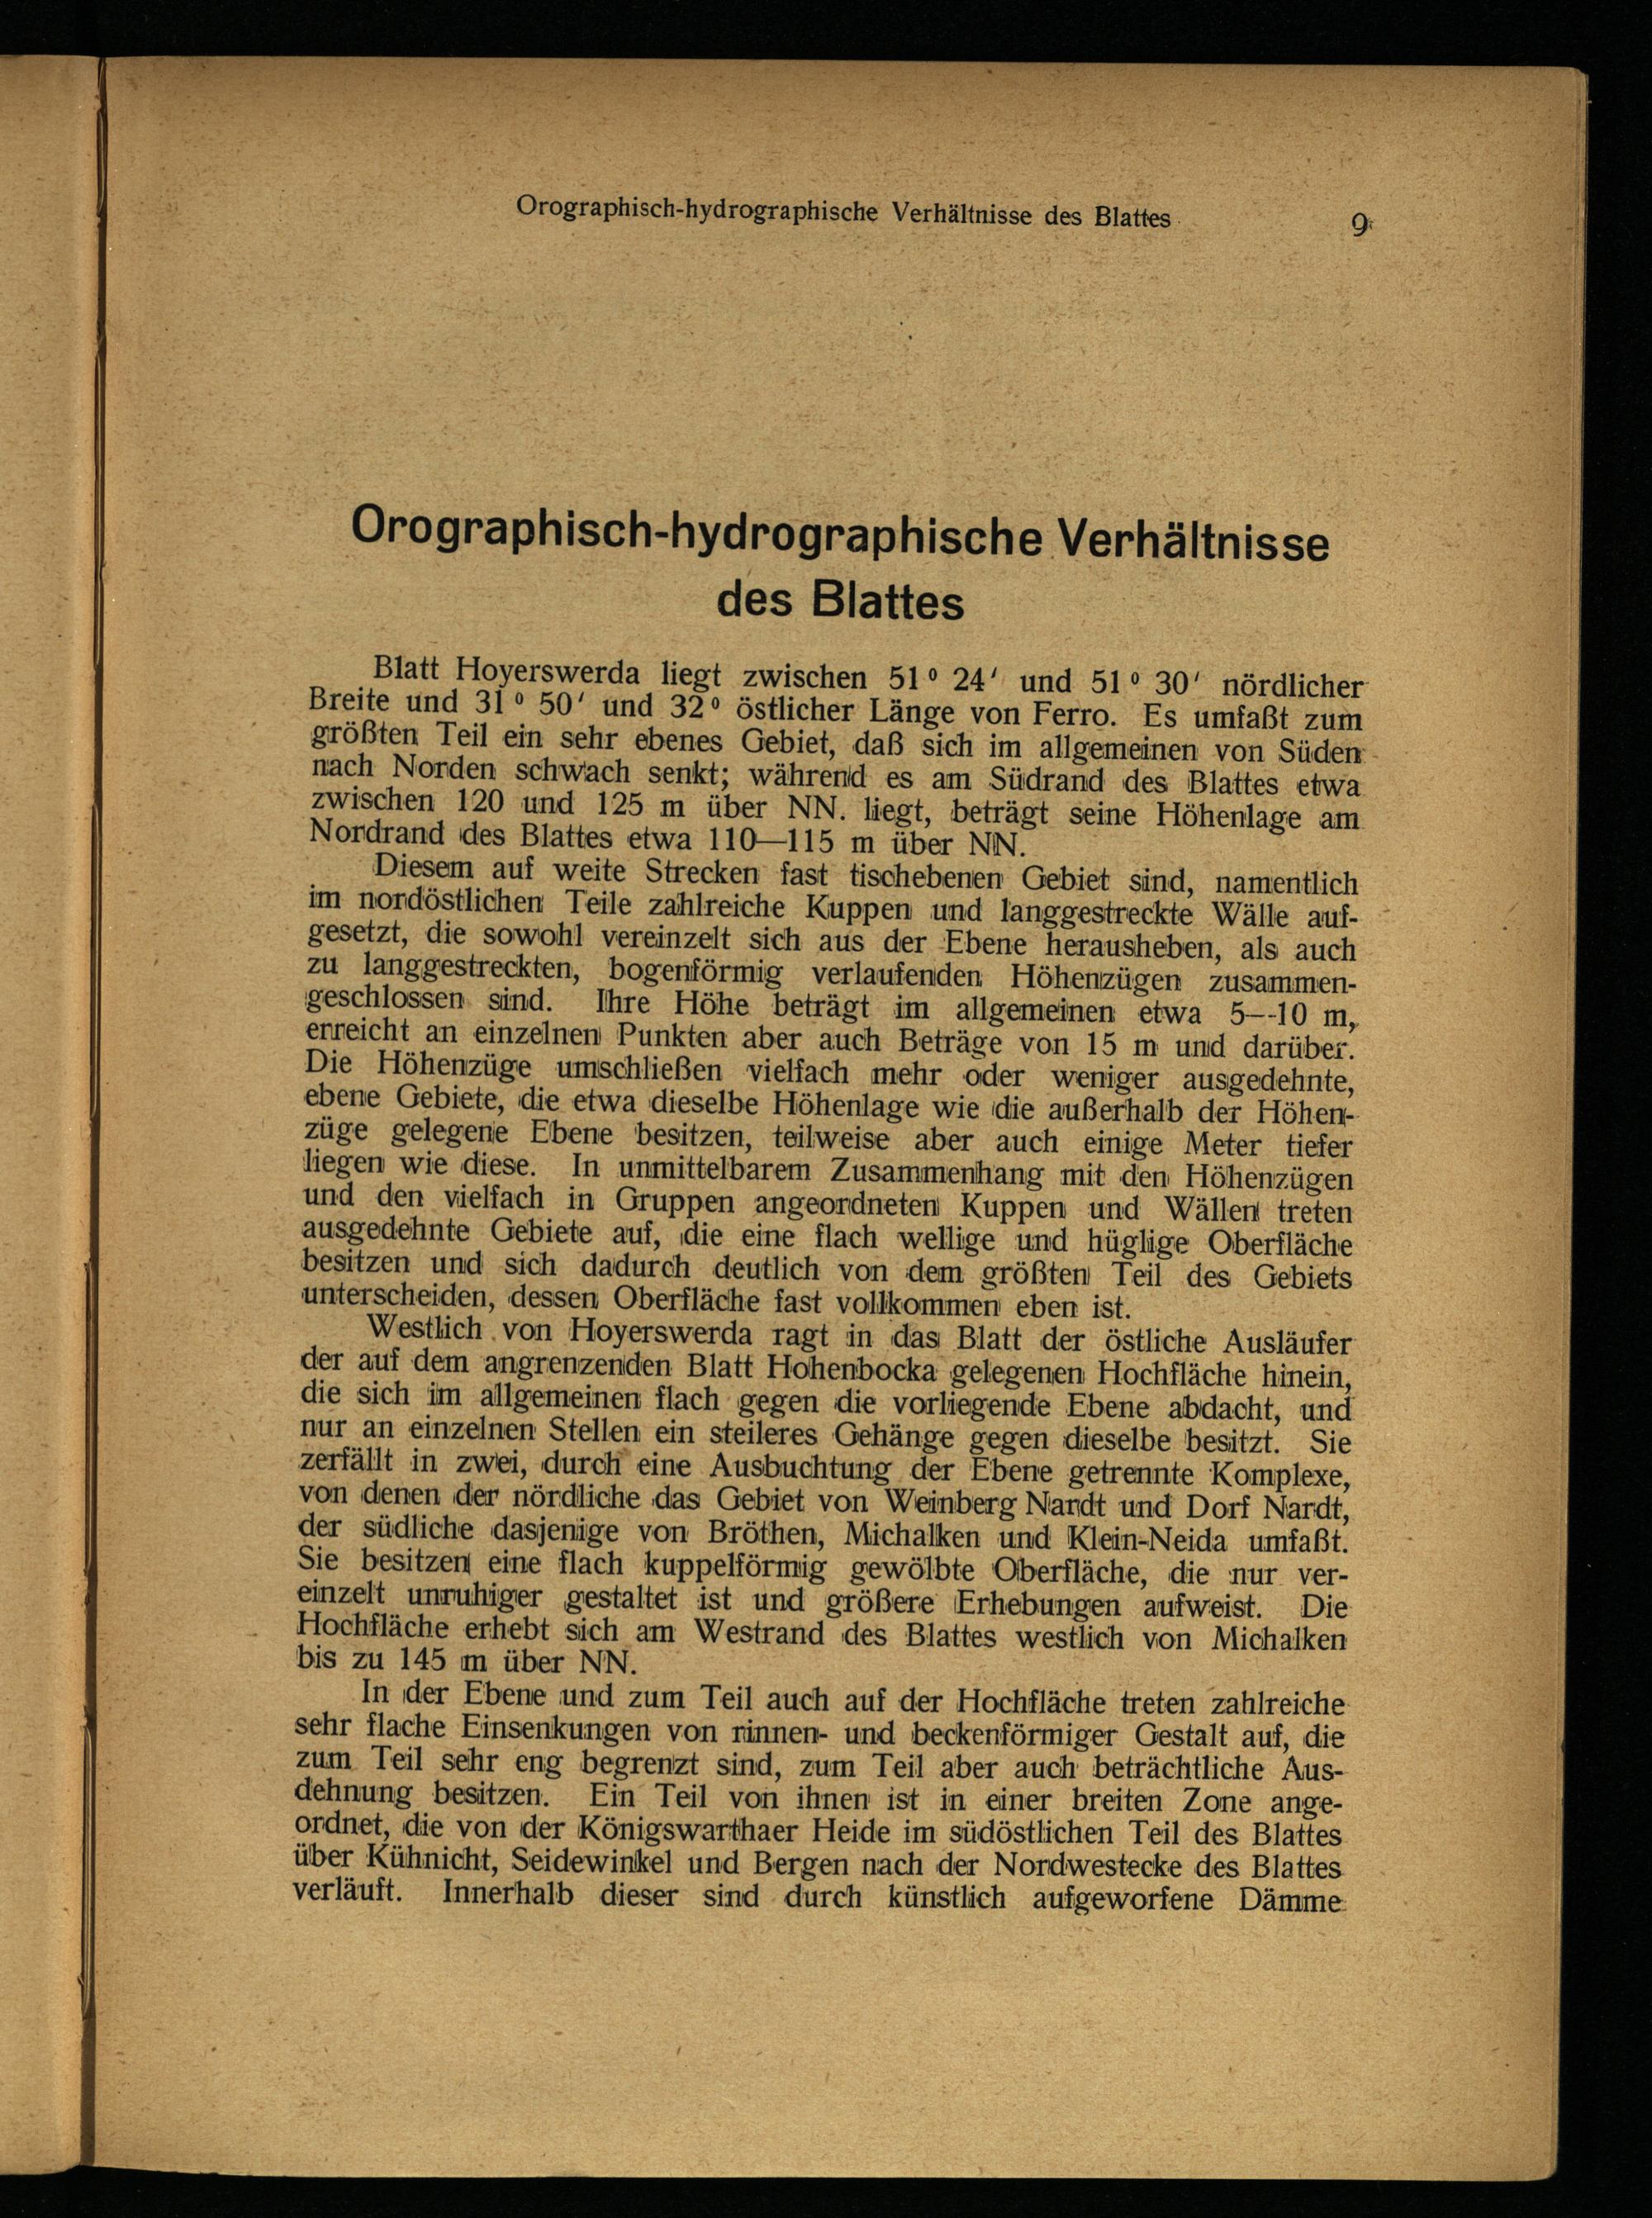 Orographisch-hydrographische Verhältnisse des Blattes 9
Orographisch-hydrographische Verhältnisse
des Blattes
Blatt Hoyerswerda liegt zwischen 51° 24′ und 51° 30′ nördlicher
Breite und 31° 50′ und 32° östlicher Länge von Ferro. Es umfaßt zum
größten Teil ein sehr ebenes Gebiet, daß sich im allgemeinen von Süden
nach Norden schwach senkt; während es am Südrand des Blattes etwa
zwischen 120 und 125 m über NN. liegt, beträgt seine Höhenlage am
Nordrand des Blattes etwa 110—115 m über NN.
Diesem auf weite Strecken fast tischebenen Gebiet sind, namentlich
im nordöstlichen Teile zahlreiche Kuppen und langgestreckte Wälle auf-
gesetzt, die sowohl vereinzelt sich aus der Ebene herausheben, als auch
zu langgestreckten, bogenförmig verlaufenden Höhenzügen zusammen-
geschlossen sind. Ihre Höhe beträgt im allgemeinen etwa 5--10 m,
erreicht an einzelnen Punkten aber auch Beträge von 15 m und darüber.
Die Höhenzüge umschließen vielfach mehr oder weniger ausgedehnte,
ebene Gebiete, die etwa dieselbe Höhenlage wie die außerhalb der Höhen-
züge gelegene Ebene besitzen, teilweise aber auch einige Meter tiefer
liegen wie diese. In unmittelbarem Zusammenhang mit den Höhenzügen
und den vielfach in Gruppen angeordneten Kuppen und Wällen treten
ausgedehnte Gebiete auf, die eine flach wellige und hüglige Oberfläche
besitzen und sich dadurch deutlich von dem größten Teil des Gebiets
unterscheiden, dessen Oberfläche fast vollkommen eben ist.
Westlich von Hoyerswerda ragt in das Blatt der östliche Ausläufer
der auf dem angrenzenden Blatt Hohenbocka gelegenen Hochfläche hinein,
die sich im allgemeinen flach gegen die vorliegende Ebene abdacht, und
nur an einzelnen Stellen ein steileres Gehänge gegen dieselbe besitzt. Sie
zerfällt in zwei, durch eine Ausbuchtung der Ebene getrennte Komplexe,
von denen der nördliche das Gebiet von Weinberg Nardt und Dorf Nardt,
der südliche dasjenige von Bröthen, Michalken und Klein-Neida umfaßt.
Sie besitzen eine flach kuppelförmig gewölbte Oberfläche, die nur ver-
einzelt unruhiger gestaltet ist und größere Erhebungen aufweist. Die
Hochfläche erhebt sich am Westrand des Blattes westlich von Michalken
bis zu 145 m über NN.
In der Ebene und zum Teil auch auf der Hochfläche treten zahlreiche
sehr flache Einsenkungen von rinnen- und beckenförmiger Gestalt auf, die
zum Teil sehr eng begrenzt sind, zum Teil aber auch beträchtliche Aus-
dehnung besitzen. Ein Teil von ihnen ist in einer breiten Zone ange-
ordnet, die von der Königswarthaer Heide im südöstlichen Teil des Blattes
über Kühnicht, Seidewinkel und Bergen nach der Nordwestecke des Blattes
verläuft. Innerhalb dieser sind durch künstlich aufgeworfene Dämme